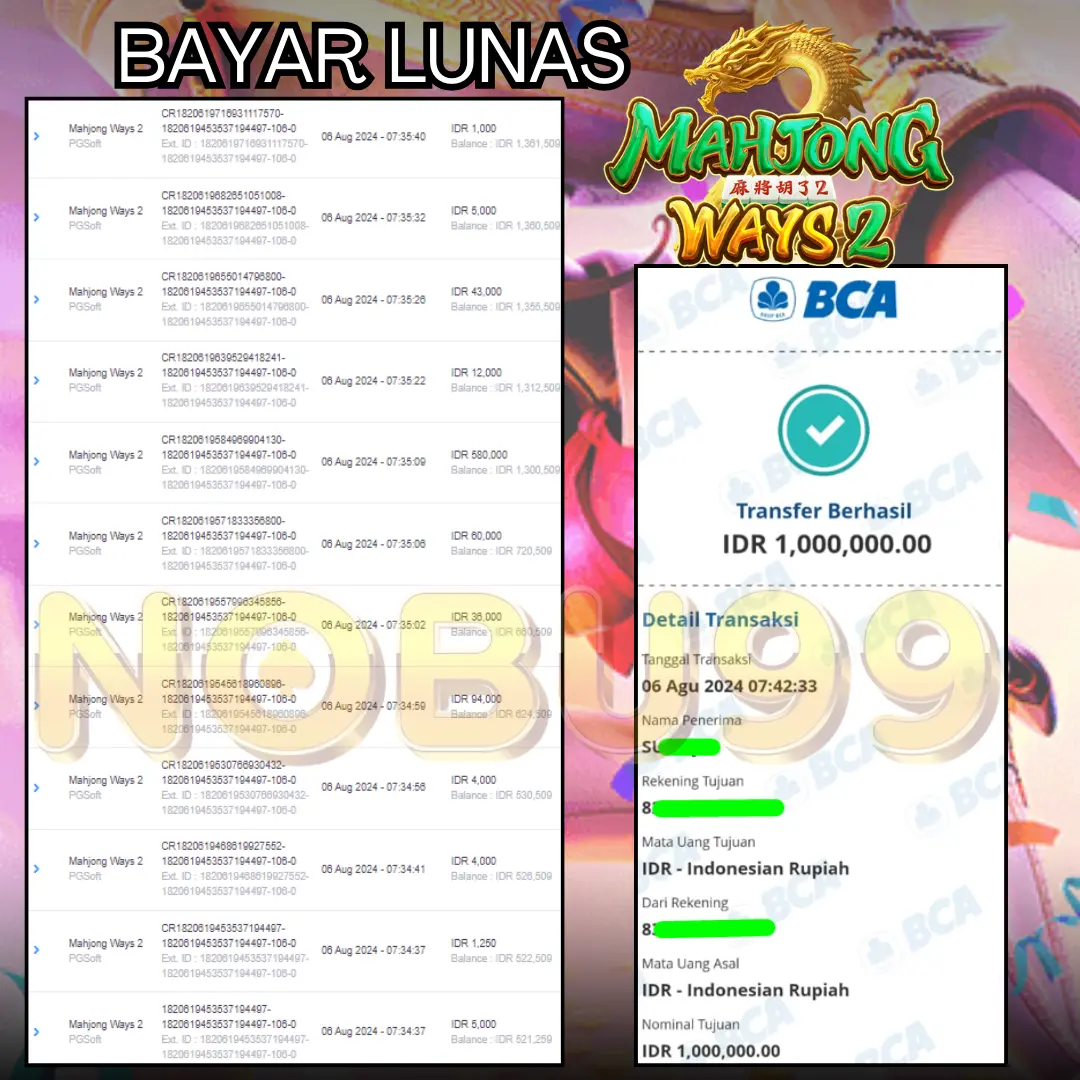 BAYAR LUNAS
MAHJONG
麻將胡了2
WAYS 2
CR1820619716931117570-
Mahjong Ways 2 1820619453537194497-106-0 06 Aug 2024 - 07:35:40 IDR 1,000
PGSoft Ext. ID : 1820619716931117570- Balance : IDR 1,361,509
1820619453537194497-106-0
CR1820619682651051008-
Mahjong Ways 2 1820619453537194497-106-0 06 Aug 2024 - 07:35:32 IDR 5,000
PGSoft Ext. ID : 1820619682651051008- Balance : IDR 1,360,509
1820619453537194497-106-0
CR1820619655014796800-
Mahjong Ways 2 1820619453537194497-106-0 06 Aug 2024 - 07:35:26 IDR 43,000
PGSoft Ext. ID : 1820619655014796800- Balance : IDR 1,355,509
1820619453537194497-106-0
CR1820619639529418241-
Mahjong Ways 2 1820619453537194497-106-0 06 Aug 2024 - 07:35:22 IDR 12,000
PGSoft Ext. ID : 1820619639529418241- Balance : IDR 1,312,509
1820619453537194497-106-0
CR1820619584969904130-
Mahjong Ways 2 1820619453537194497-106-0 06 Aug 2024 - 07:35:09 IDR 580,000
PGSoft Ext. ID : 1820619584969904130- Balance : IDR 1,300,509
1820619453537194497-106-0
CR1820619571833356800-
Mahjong Ways 2 1820619453537194497-106-0 06 Aug 2024 - 07:35:06 IDR 60,000
PGSoft Ext. ID : 1820619571833356800- Balance : IDR 720,509
1820619453537194497-106-0
CR1820619557996345856-
Mahjong Ways 2 1820619453537194497-106-0 06 Aug 2024 - 07:35:02 IDR 36,000
PGSoft Ext. ID : 1820619557996345856- Balance : IDR 660,509
1820619453537194497-106-0
CR1820619545618960896-
Mahjong Ways 2 1820619453537194497-106-0 06 Aug 2024 - 07:34:59 IDR 94,000
PGSoft Ext. ID : 1820619545618960896- Balance : IDR 624,509
1820619453537194497-106-0
CR1820619530766930432-
Mahjong Ways 2 1820619453537194497-106-0 06 Aug 2024 - 07:34:56 IDR 4,000
PGSoft Ext. ID : 1820619530766930432- Balance : IDR 530,509
1820619453537194497-106-0
CR1820619468619927552-
Mahjong Ways 2 1820619453537194497-106-0 06 Aug 2024 - 07:34:41 IDR 4,000
PGSoft Ext. ID : 1820619468619927552- Balance : IDR 526,509
1820619453537194497-106-0
CR1820619453537194497-
Mahjong Ways 2 1820619453537194497-106-0 06 Aug 2024 - 07:34:37 IDR 1,250
PGSoft Ext. ID : 1820619453537194497- Balance : IDR 522,509
1820619453537194497-106-0
1820619453537194497-
Mahjong Ways 2 1820619453537194497-106-0 06 Aug 2024 - 07:34:37 IDR 5,000
PGSoft Ext. ID : 1820619453537194497- Balance : IDR 521,259
1820619453537194497-106-0
NOBU99
BCA
Transfer Berhasil
IDR 1,000,000.00
Detail Transaksi
Tanggal Transaksi
06 Agu 2024 07:42:33
Nama Penerima
SU
Rekening Tujuan
8
Mata Uang Tujuan
IDR - Indonesian Rupiah
Dari Rekening
8
Mata Uang Asal
IDR - Indonesian Rupiah
Nominal Tujuan
IDR 1,000,000.00